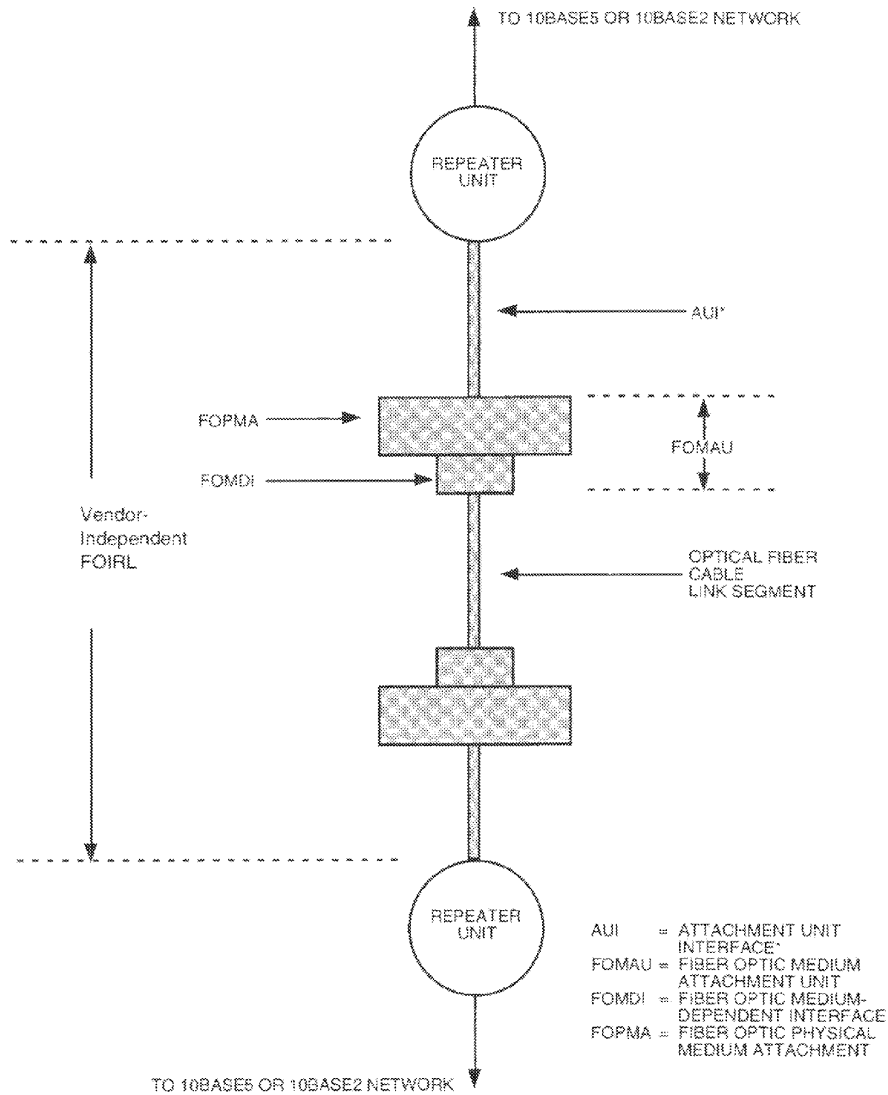 TO 10BASE5 OR 10BASE2 NETWORK
REPEATER
UNIT
AUI*
FOPMA
FOMAU
FOMDI
Vendor-
Independent
FOIRL
OPTICAL FIBER
CABLE
LINK SEGMENT
REPEATER
UNIT
AUI = ATTACHMENT UNIT
INTERFACE*
FOMAU = FIBER OPTIC MEDIUM
ATTACHMENT UNIT
FOMDI = FIBER OPTIC MEDIUM-
DEPENDENT INTERFACE
FOPMA = FIBER OPTIC PHYSICAL
MEDIUM ATTACHMENT
TO 10BASE5 OR 10BASE2 NETWORK